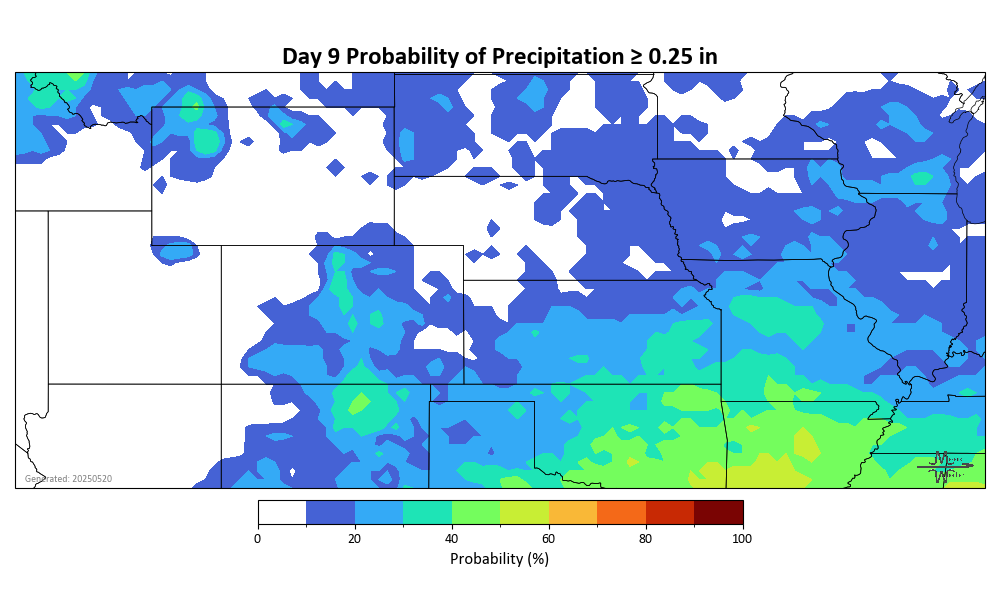 Day 9 Probability of Precipitation ≥ 0.25 in
Generated: 20250520
0 20 40 60 80 100
Probability (%)